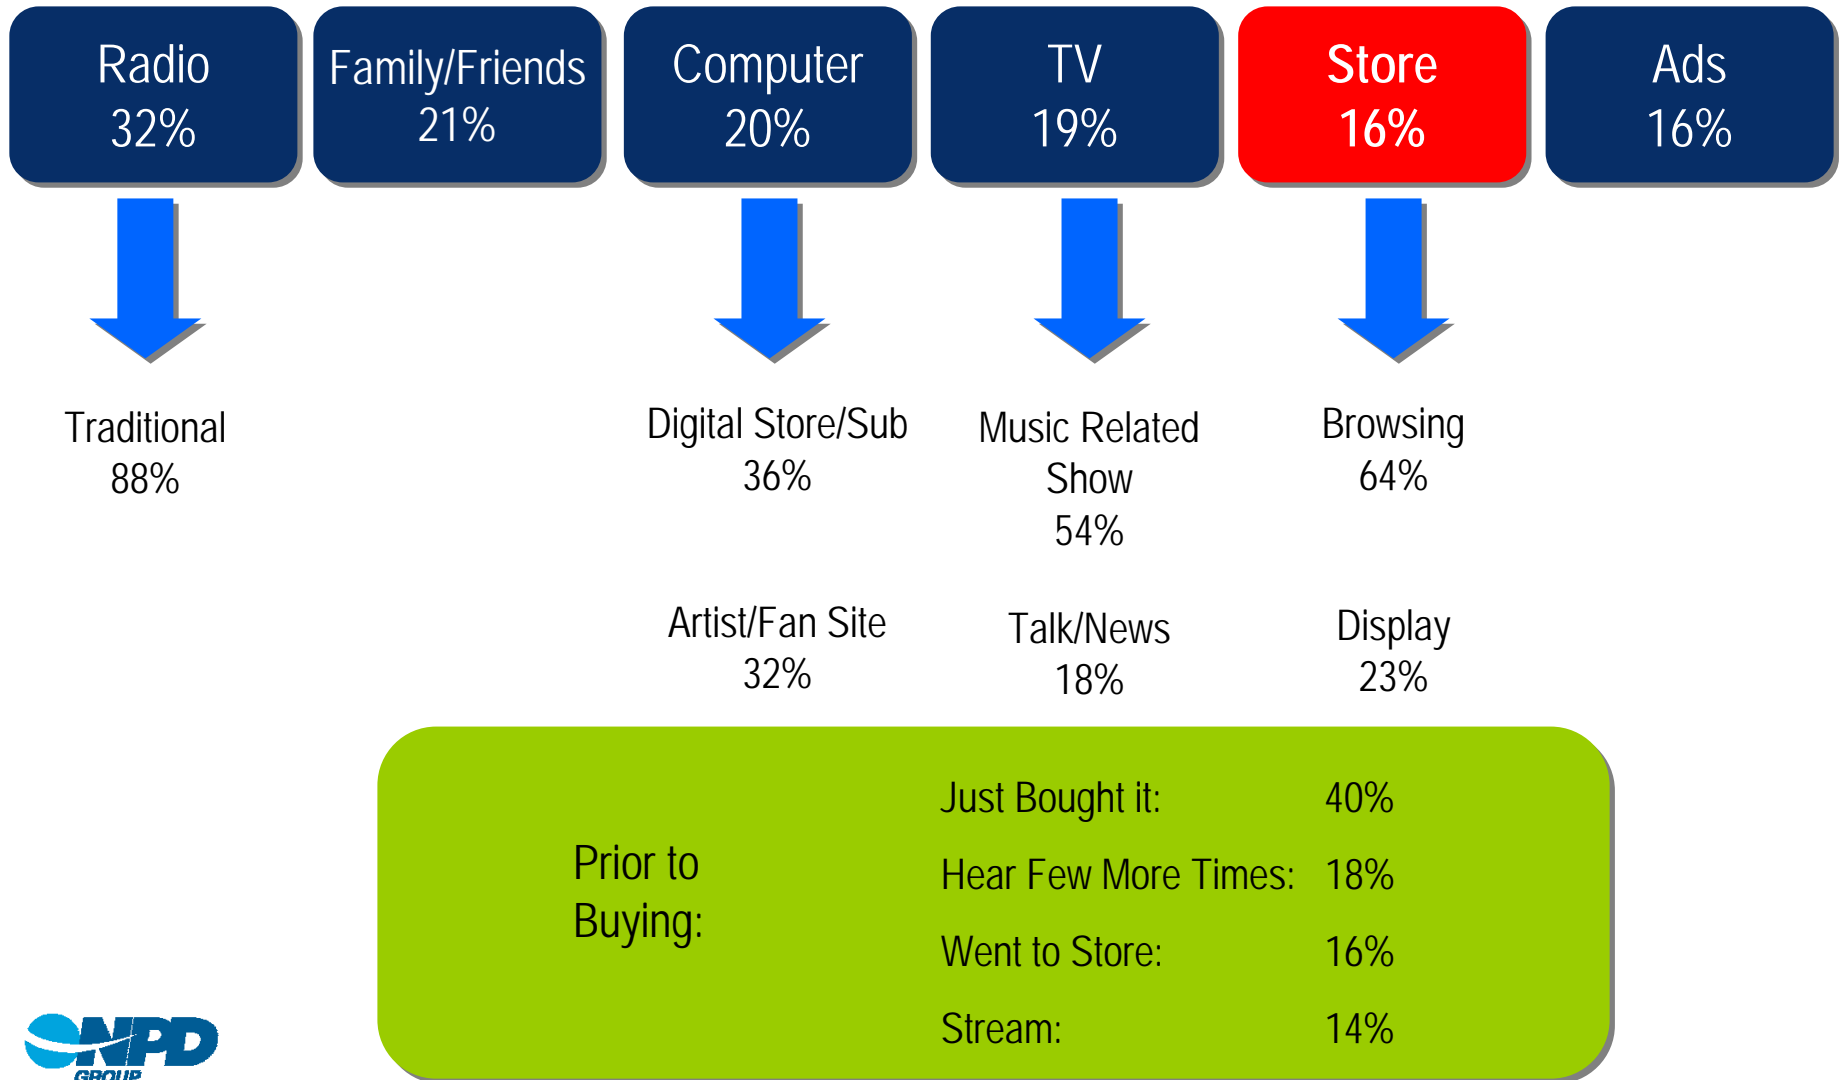 Radio
32%
Family/Friends
21%
Computer
20%
TV
19%
Store
16%
Ads
16%
Traditional
88%
Digital Store/Sub
36%
Music Related
Show
54%
Browsing
64%
Artist/Fan Site
32%
Talk/News
18%
Display
23%
Prior to
Buying:
Just Bought it: 40%
Hear Few More Times: 18%
Went to Store: 16%
Stream: 14%
NPD
GROUP